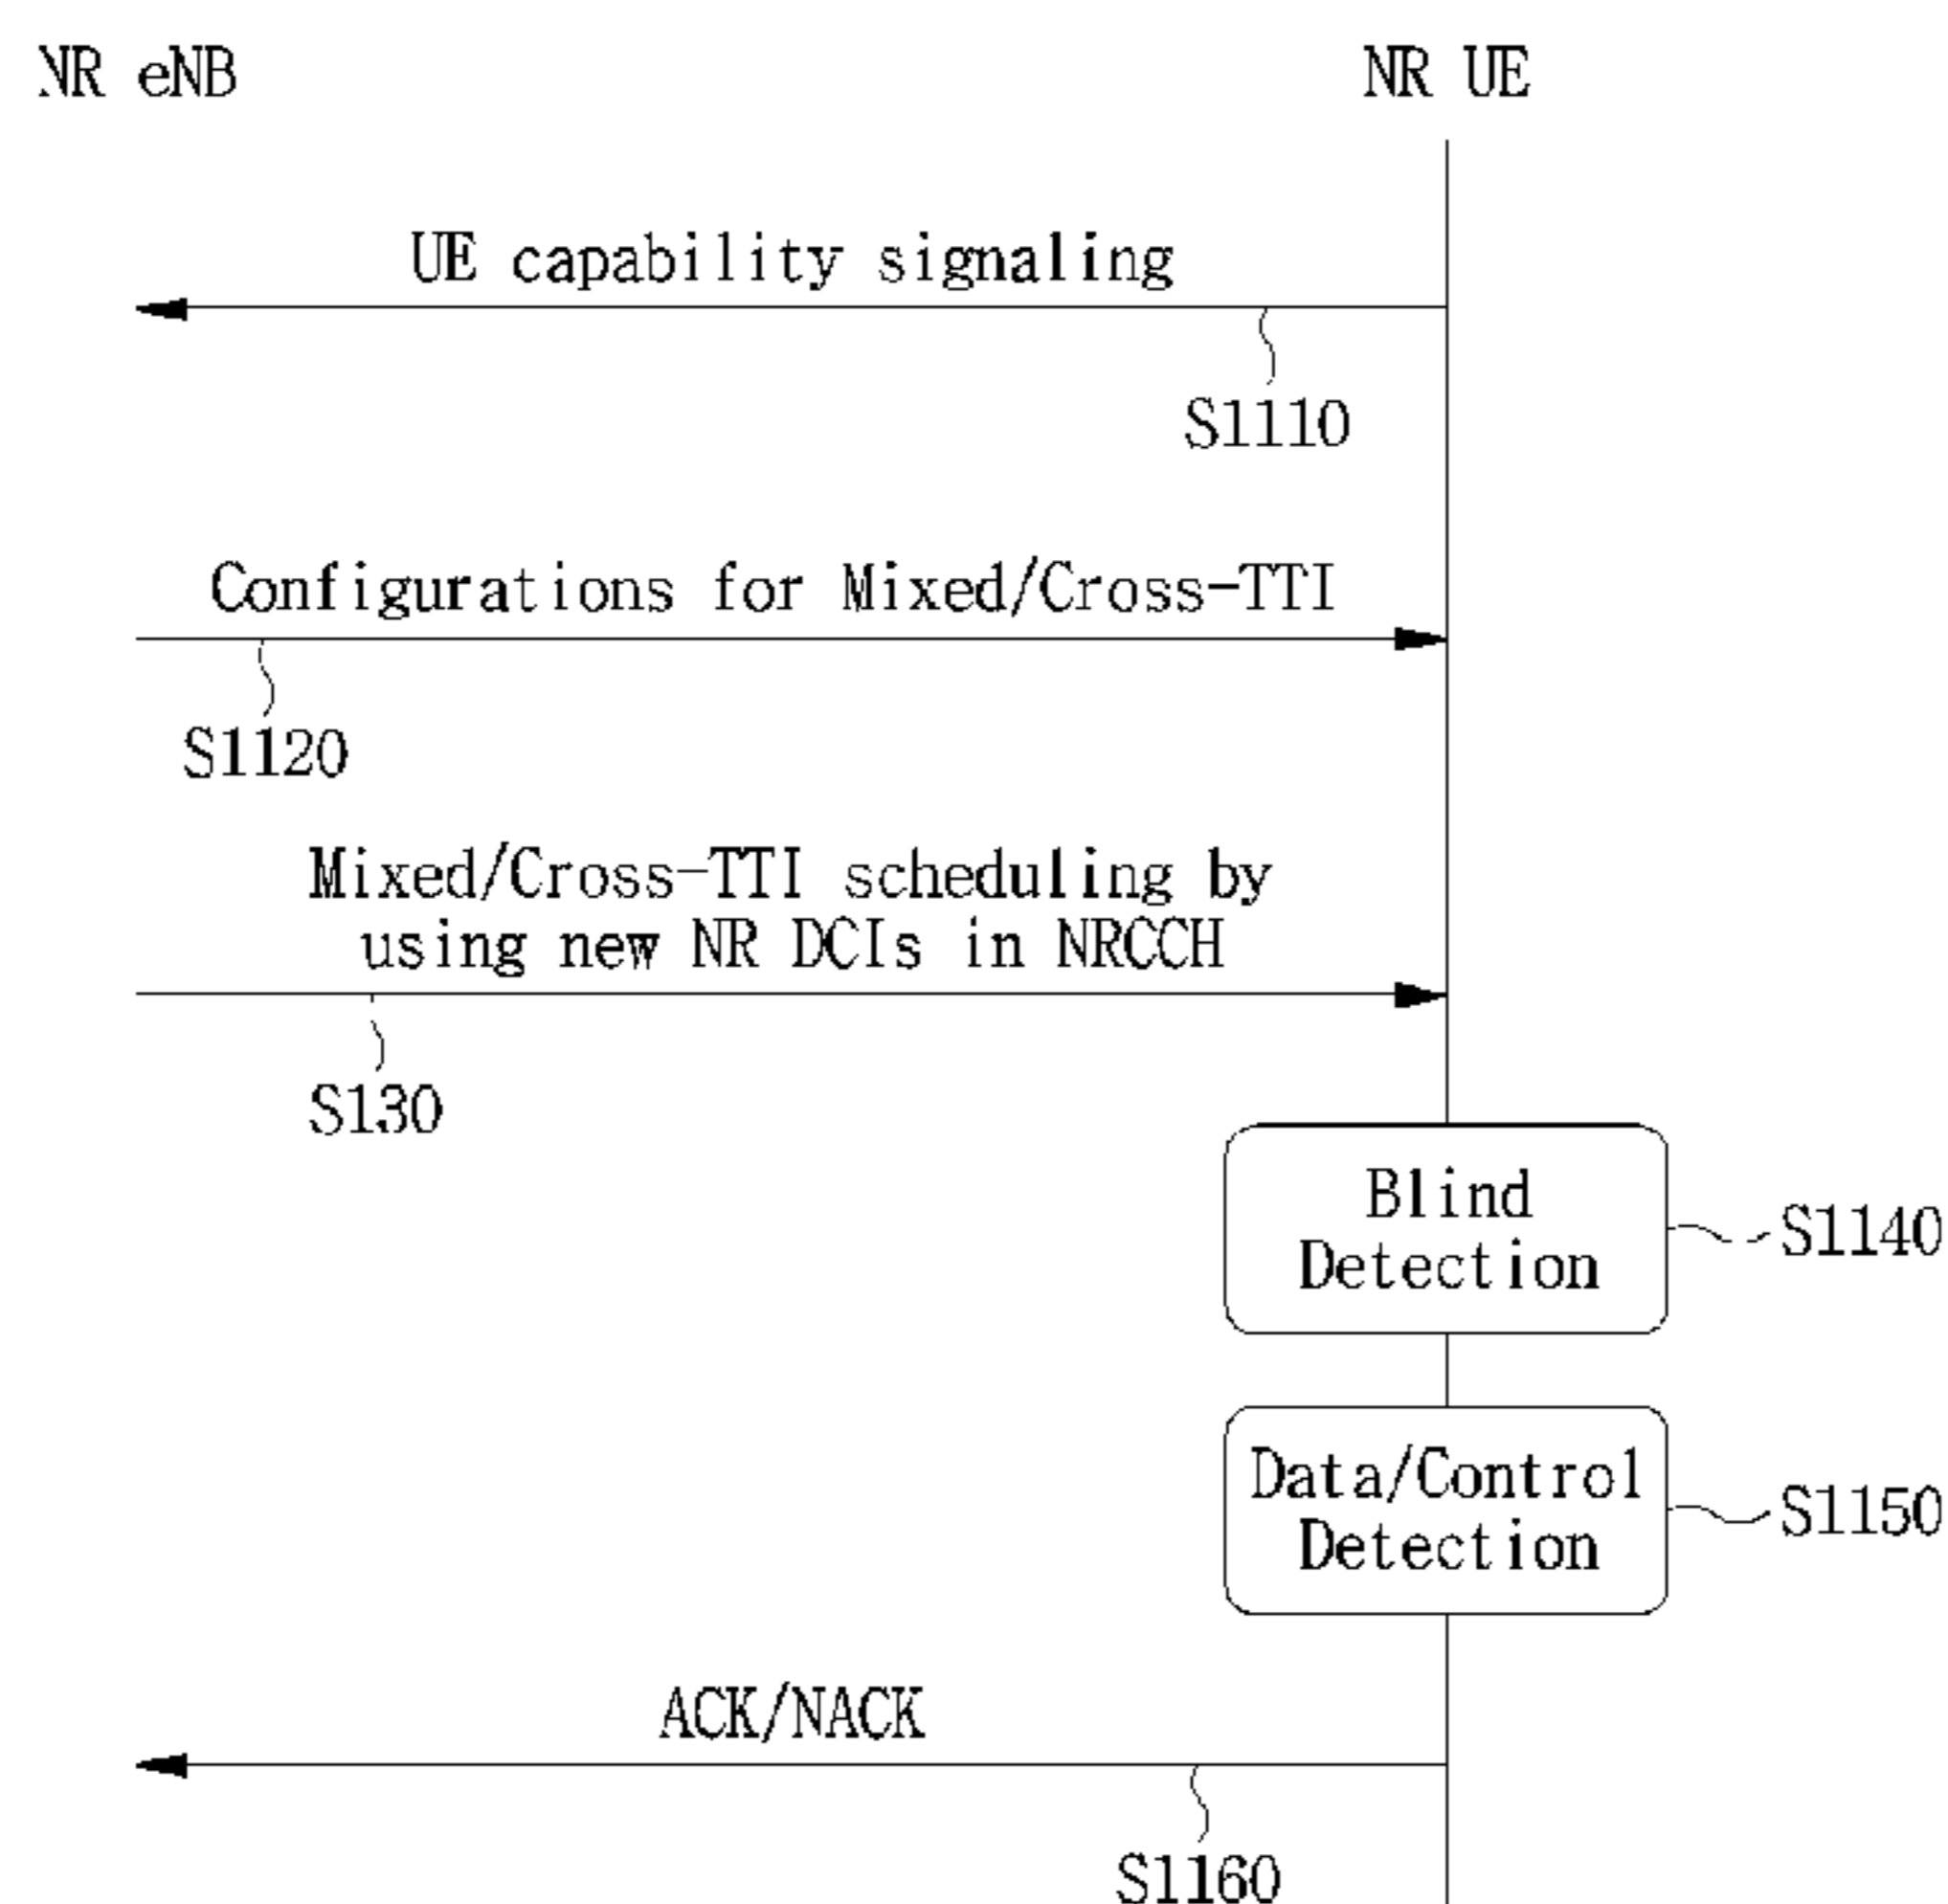 NR eNB
NR UE
UE capability signaling
S1110
Configurations for Mixed/Cross-TTI
S1120
Mixed/Cross-TTI scheduling by
using new NR DCIs in NRCCH
S130
Blind
Detection
S1140
Data/Control
Detection
S1150
ACK/NACK
S1160